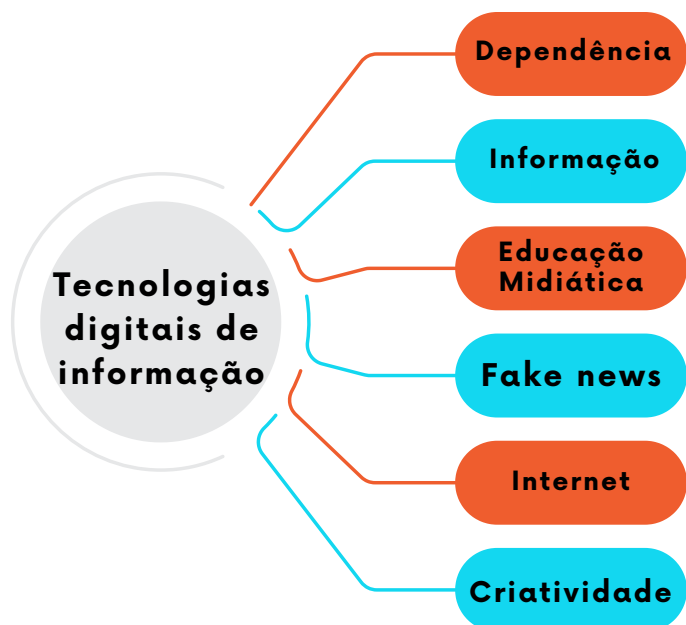 Tecnologias
digitais de
informação
Dependência
Informação
Educação
Midiática
Fake news
Internet
Criatividade